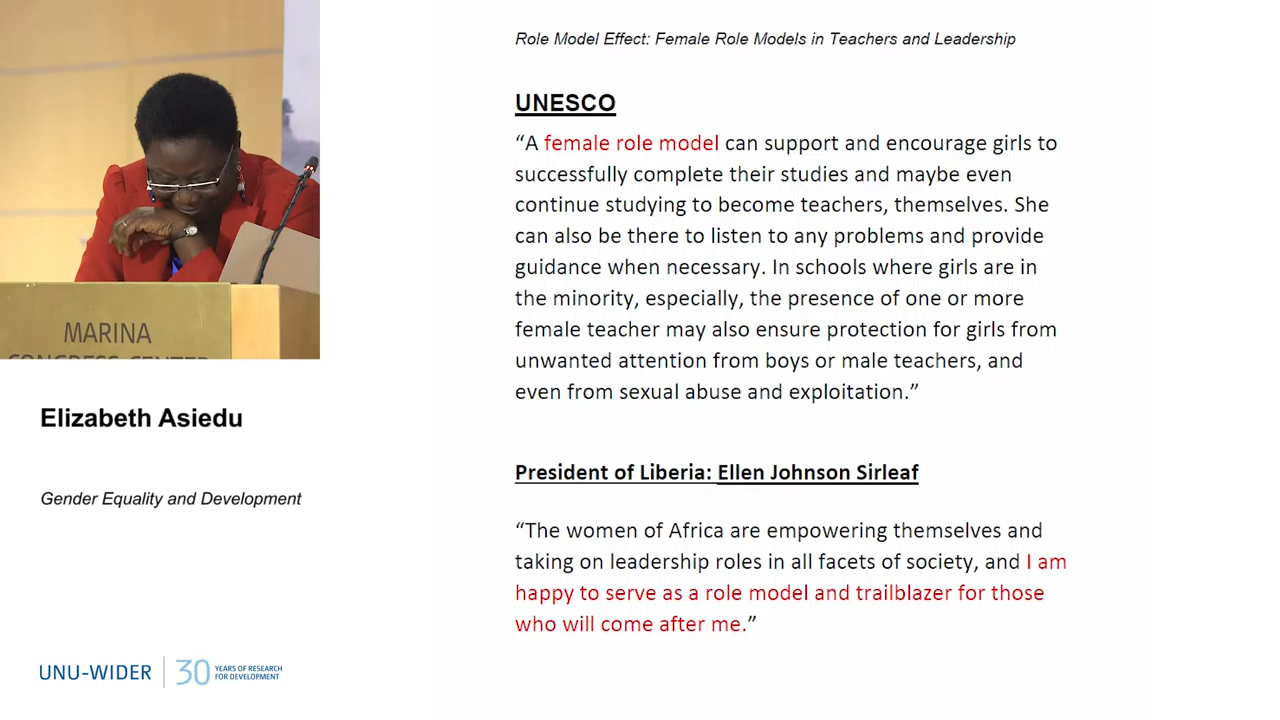 Role Model Effect: Female Role Models in Teachers and Leadership
UNESCO
“A female role model can support and encourage girls to
successfully complete their studies and maybe even
continue studying to become teachers, themselves. She
can also be there to listen to any problems and provide
guidance when necessary. In schools where girls are in
the minority, especially, the presence of one or more
female teacher may also ensure protection for girls from
unwanted attention from boys or male teachers, and
even from sexual abuse and exploitation.”
President of Liberia: Ellen Johnson Sirleaf
“The women of Africa are empowering themselves and
taking on leadership roles in all facets of society, and I am
happy to serve as a role model and trailblazer for those
who will come after me.”
MARINA
CONGRESS CENTER
Elizabeth Asiedu
Gender Equality and Development
UNU-WIDER
30 YEARS OF RESEARCH
FOR DEVELOPMENT